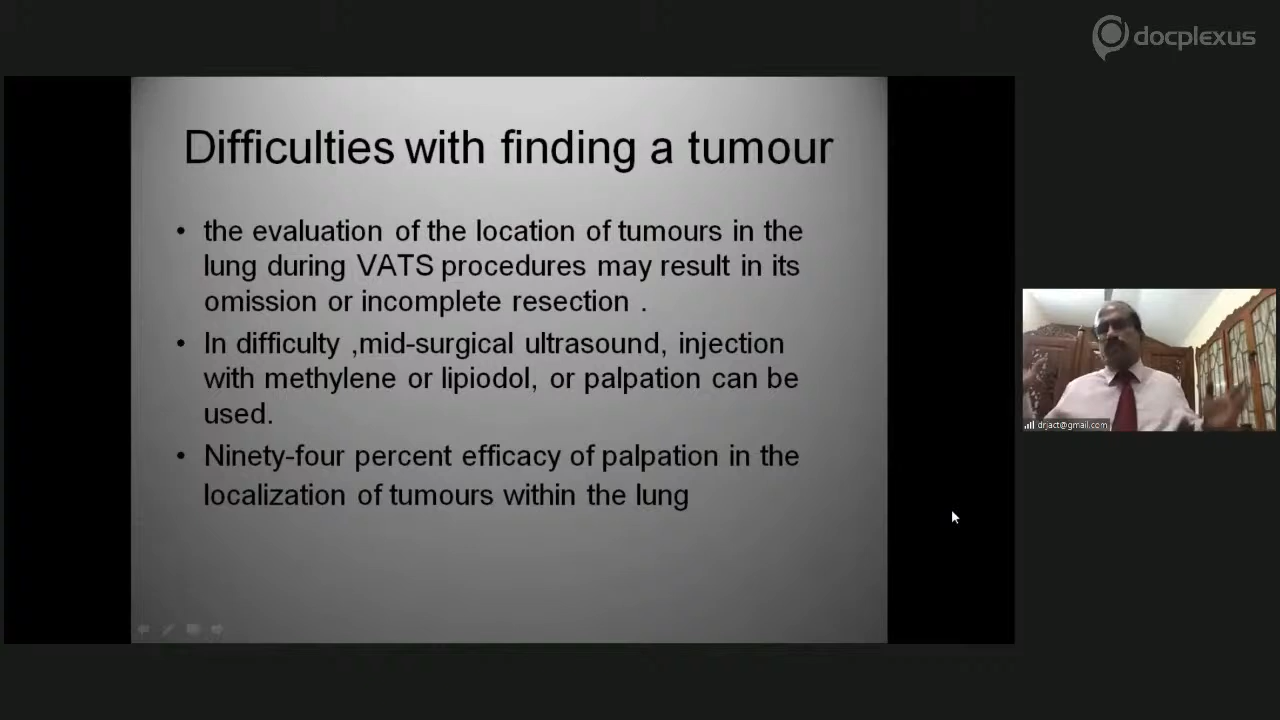 docplexus
Difficulties with finding a tumour
• the evaluation of the location of tumours in the
lung during VATS procedures may result in its
omission or incomplete resection .
• In difficulty ,mid-surgical ultrasound, injection
with methylene or lipiodol, or palpation can be
used.
• Ninety-four percent efficacy of palpation in the
localization of tumours within the lung
drjact@gmail.com